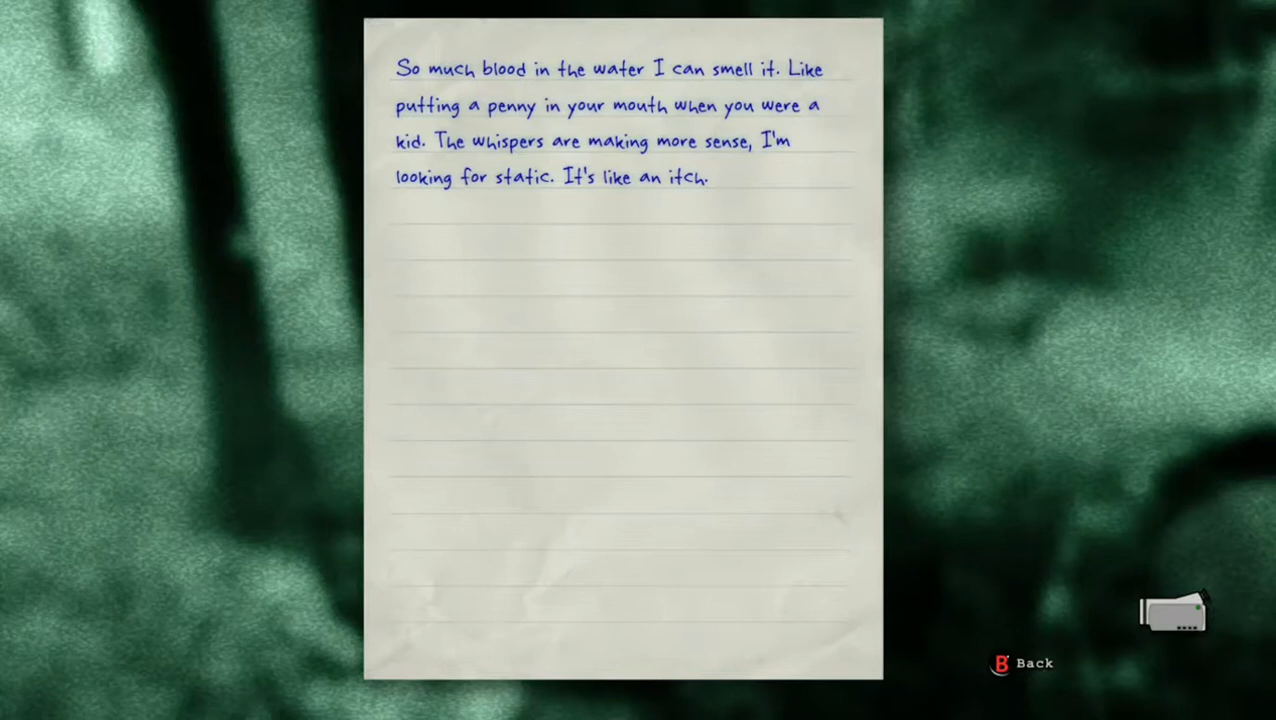 So much blood in the water I can smell it. Like
putting a penny in your mouth when you were a
kid. The whispers are making more sense, I'm
looking for static. It's like an itch.
B Back